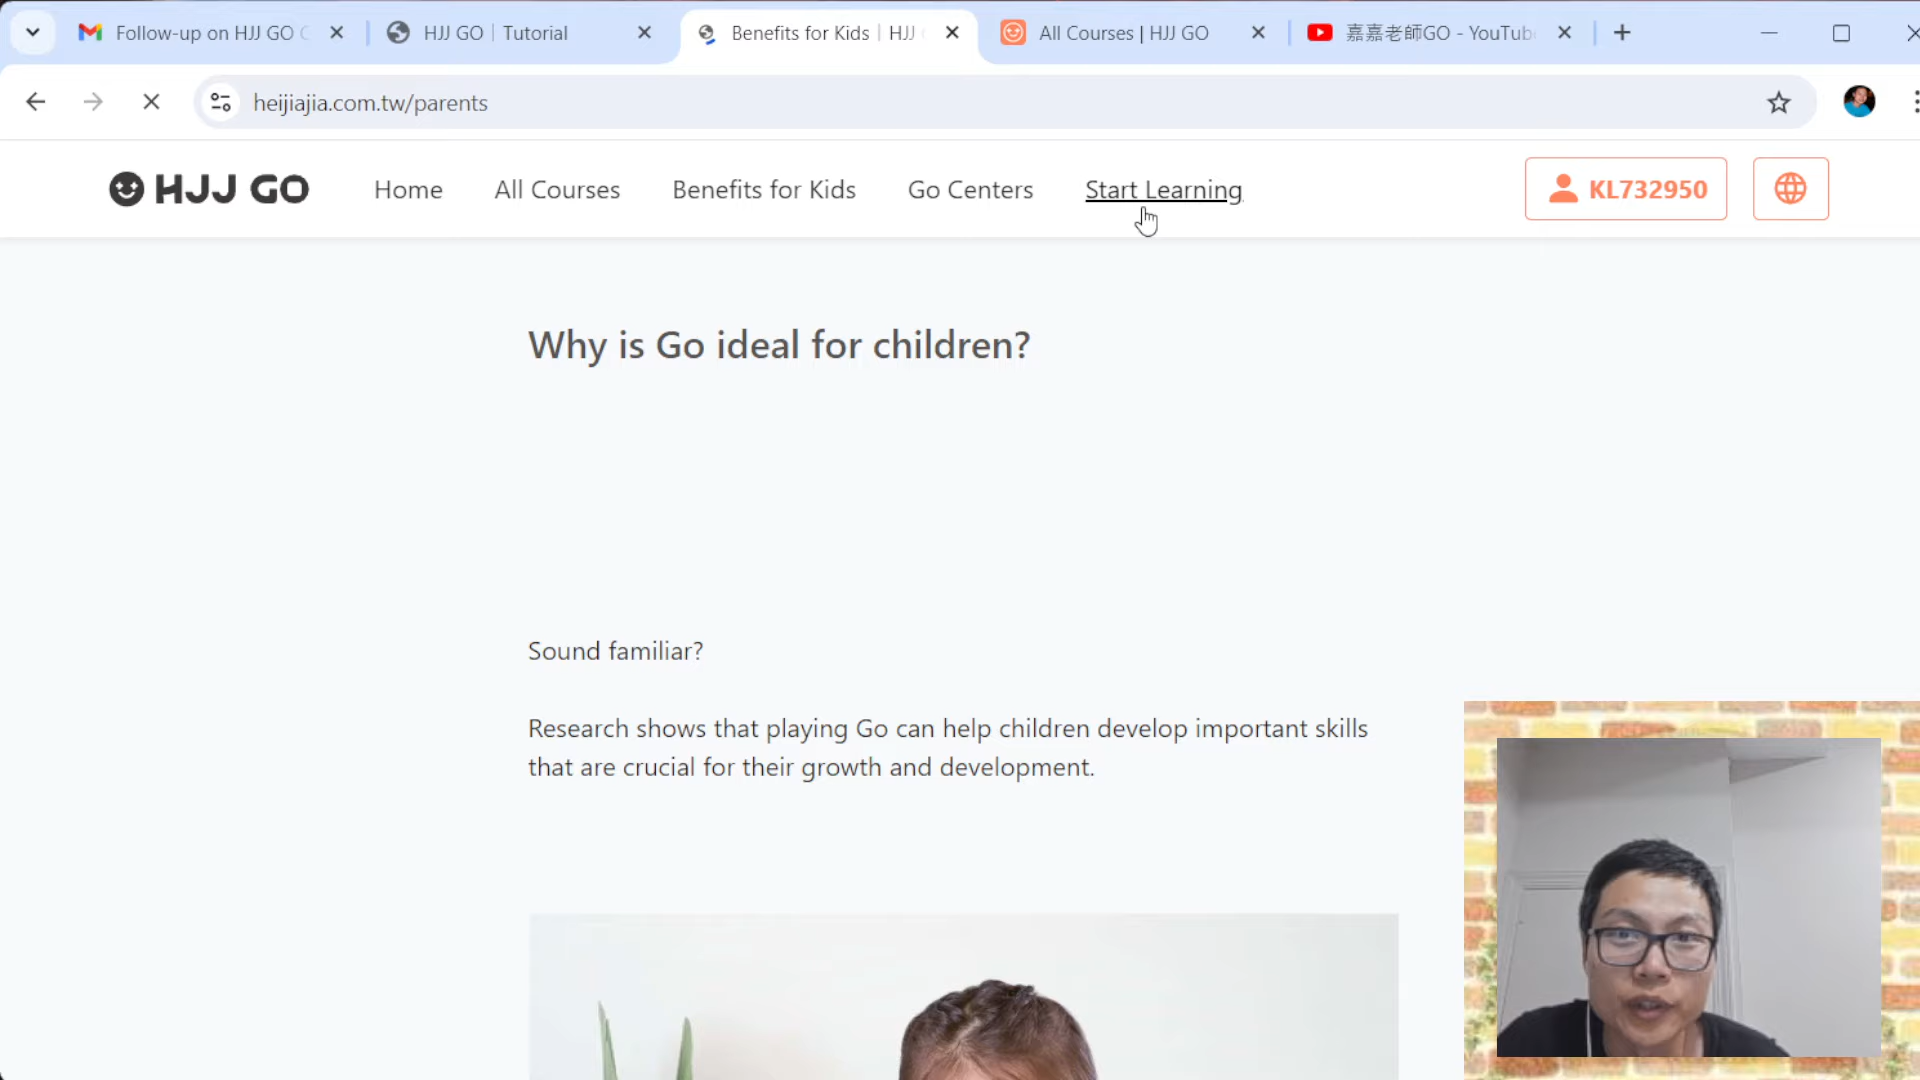 Follow-up on HJJ GO
HJJ GO | Tutorial
Benefits for Kids | HJJ
All Courses | HJJ GO
嘉嘉老師GO - YouTub
heijiajia.com.tw/parents
HJJ GO
Home
All Courses
Benefits for Kids
Go Centers
Start Learning
KL732950
Why is Go ideal for children?
Sound familiar?
Research shows that playing Go can help children develop important skills
that are crucial for their growth and development.